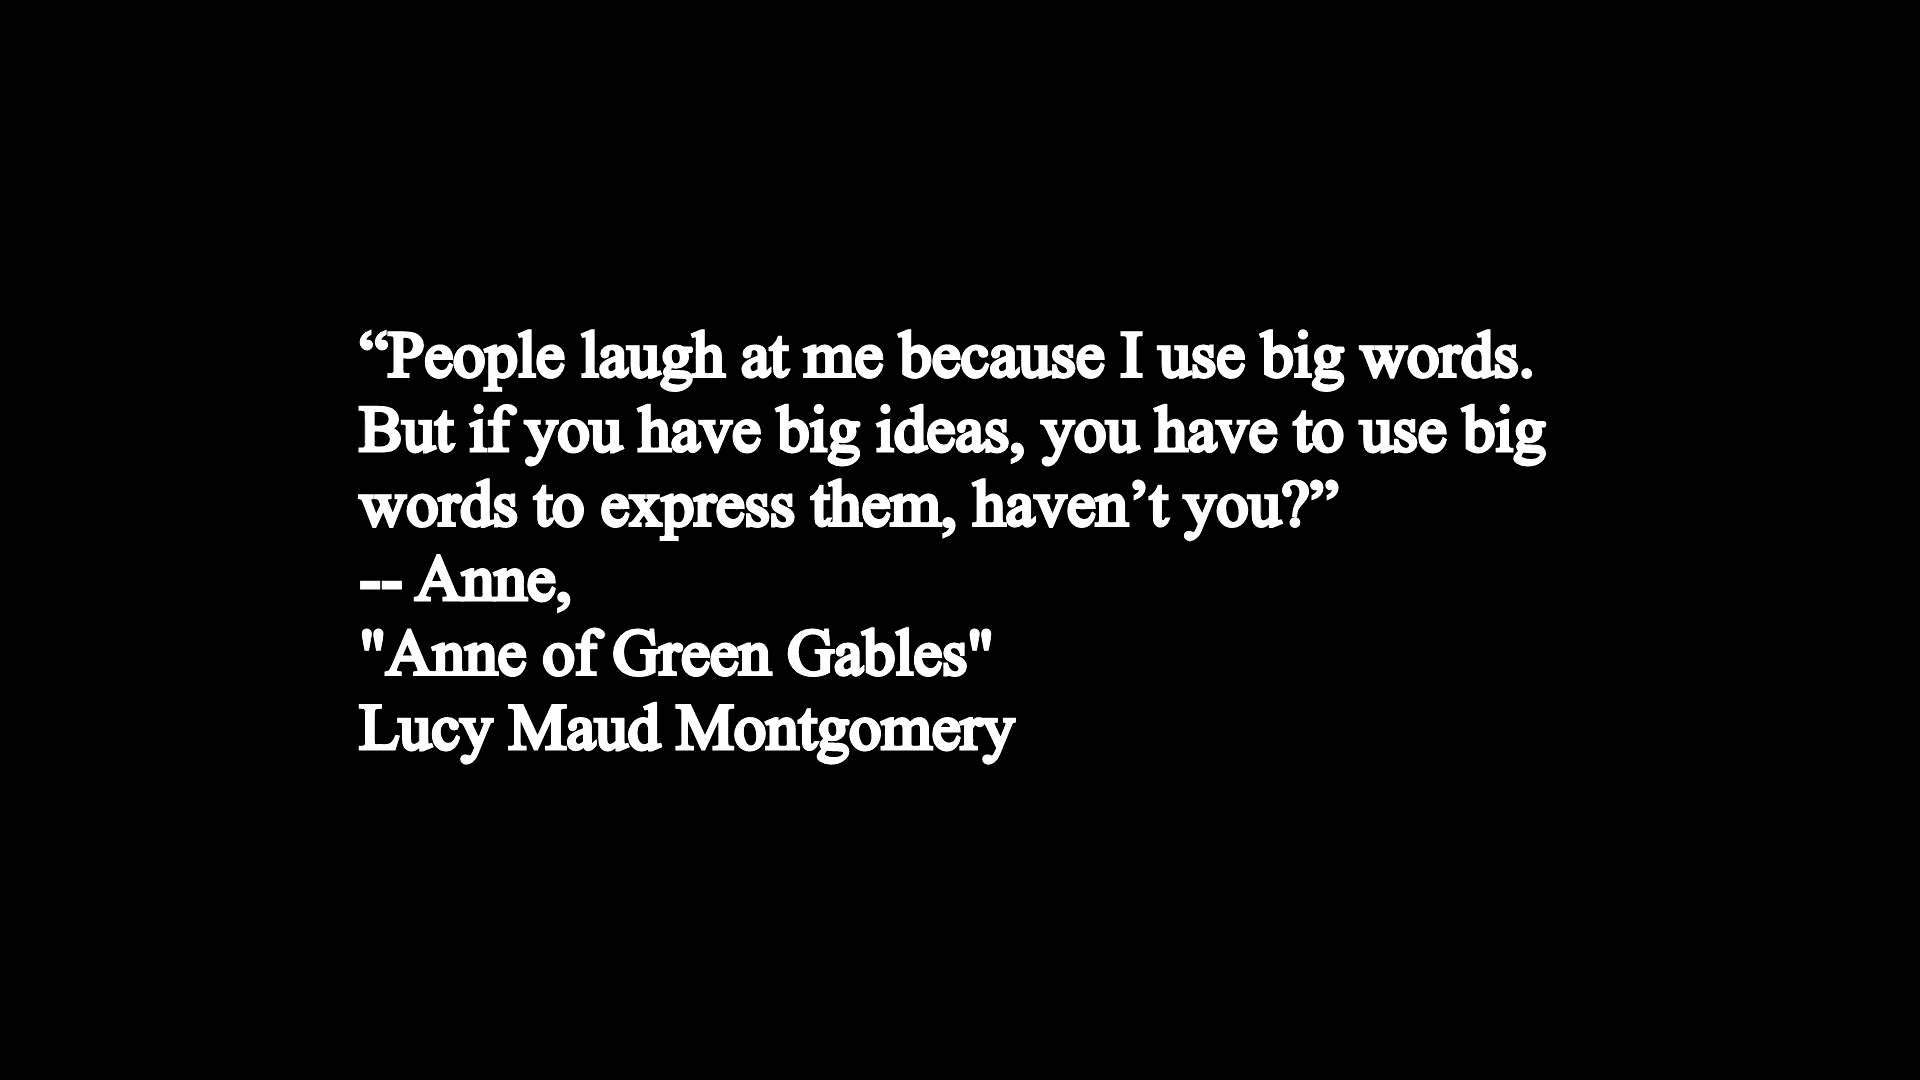 “People laugh at me because I use big words.
But if you have big ideas, you have to use big
words to express them, haven’t you?”
-- Anne,
"Anne of Green Gables"
Lucy Maud Montgomery